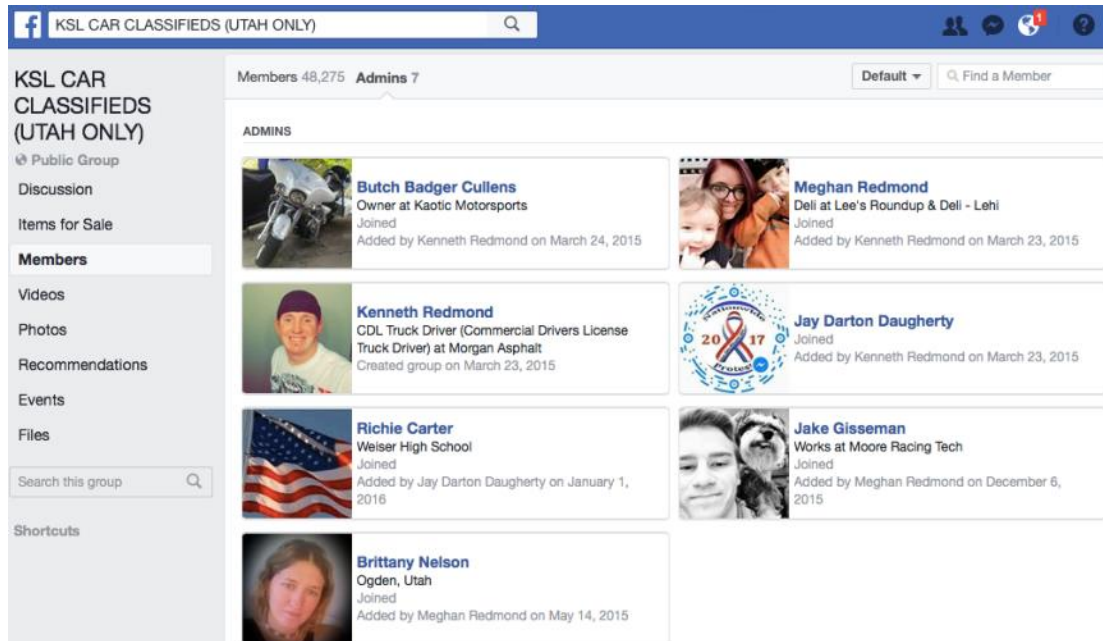 KSL CAR CLASSIFIEDS (UTAH ONLY)
1
KSL CAR
CLASSIFIEDS
(UTAH ONLY)
Public Group
Discussion
Items for Sale
Members
Videos
Photos
Recommendations
Events
Files
Search this group
Shortcuts
Members 48,275 Admins 7
Default
Find a Member
ADMINS
Butch Badger Cullens
Owner at Kaotic Motorsports
Joined
Added by Kenneth Redmond on March 24, 2015
Meghan Redmond
Deli at Lee's Roundup & Deli - Lehi
Joined
Added by Kenneth Redmond on March 23, 2015
Kenneth Redmond
CDL Truck Driver (Commercial Drivers License
Truck Driver) at Morgan Asphalt
Created group on March 23, 2015
Nationwide
20 17
Jay Darton Daugherty
Joined
Added by Kenneth Redmond on March 23, 2015
Richie Carter
Weiser High School
Joined
Added by Jay Darton Daugherty on January 1,
2016
Jake Gisseman
Works at Moore Racing Tech
Joined
Added by Meghan Redmond on December 6,
2015
Brittany Nelson
Ogden, Utah
Joined
Added by Meghan Redmond on May 14, 2015